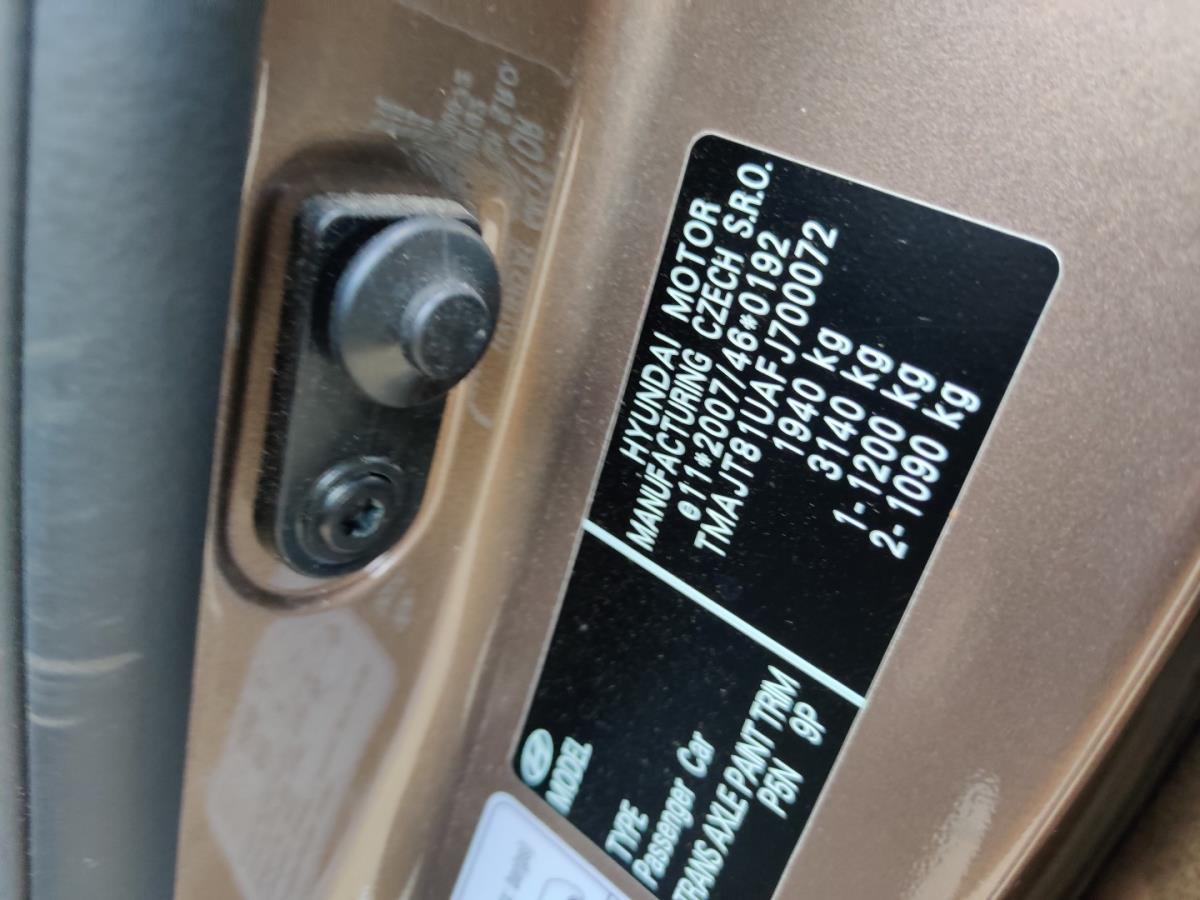 HYUNDAI MOTOR
MANUFACTURING CZECH S.R.O.
e11*2007/46*0192
TMAJT81UAFJ700072
1940 kg
3140 kg
1- 1200 kg
2- 1090 kg
MODEL
TYPE
Passenger Car
TRANS AXLE PAINT TRIM
P5N 9P